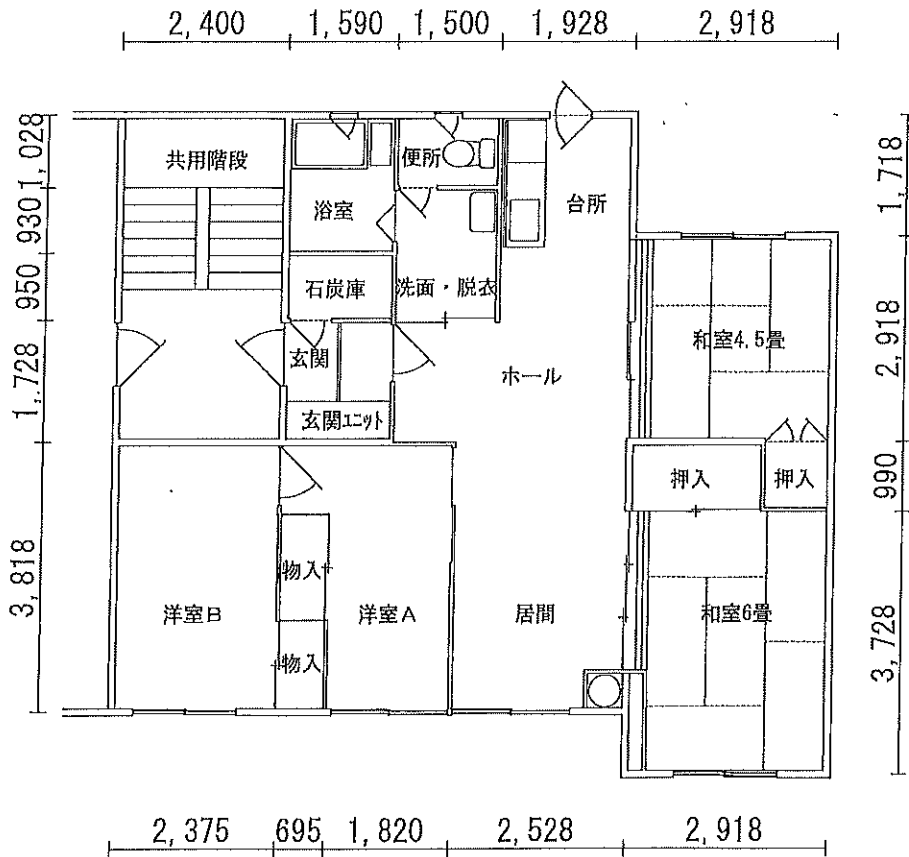 2,400 1,590 1,500 1,928 2,918
1,028
930
950
1,728
3,818
1,718
2,918
990
3,728
共用階段
浴室
便所
台所
石炭庫
洗面・脱衣
玄関
玄関ユニット
ホール
和室4.5畳
押入
押入
物入
物入
洋室B
洋室A
居間
和室6畳
2,375 695 1,820 2,528 2,918